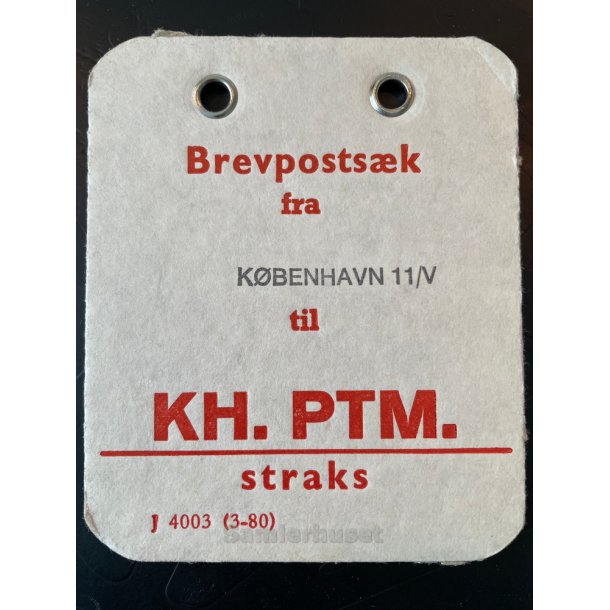 Brevpostsæk
fra
KØBENHAVN 11/V
til
KH. PTM.
straks
J 4003 (3-80)
Samlerhuset